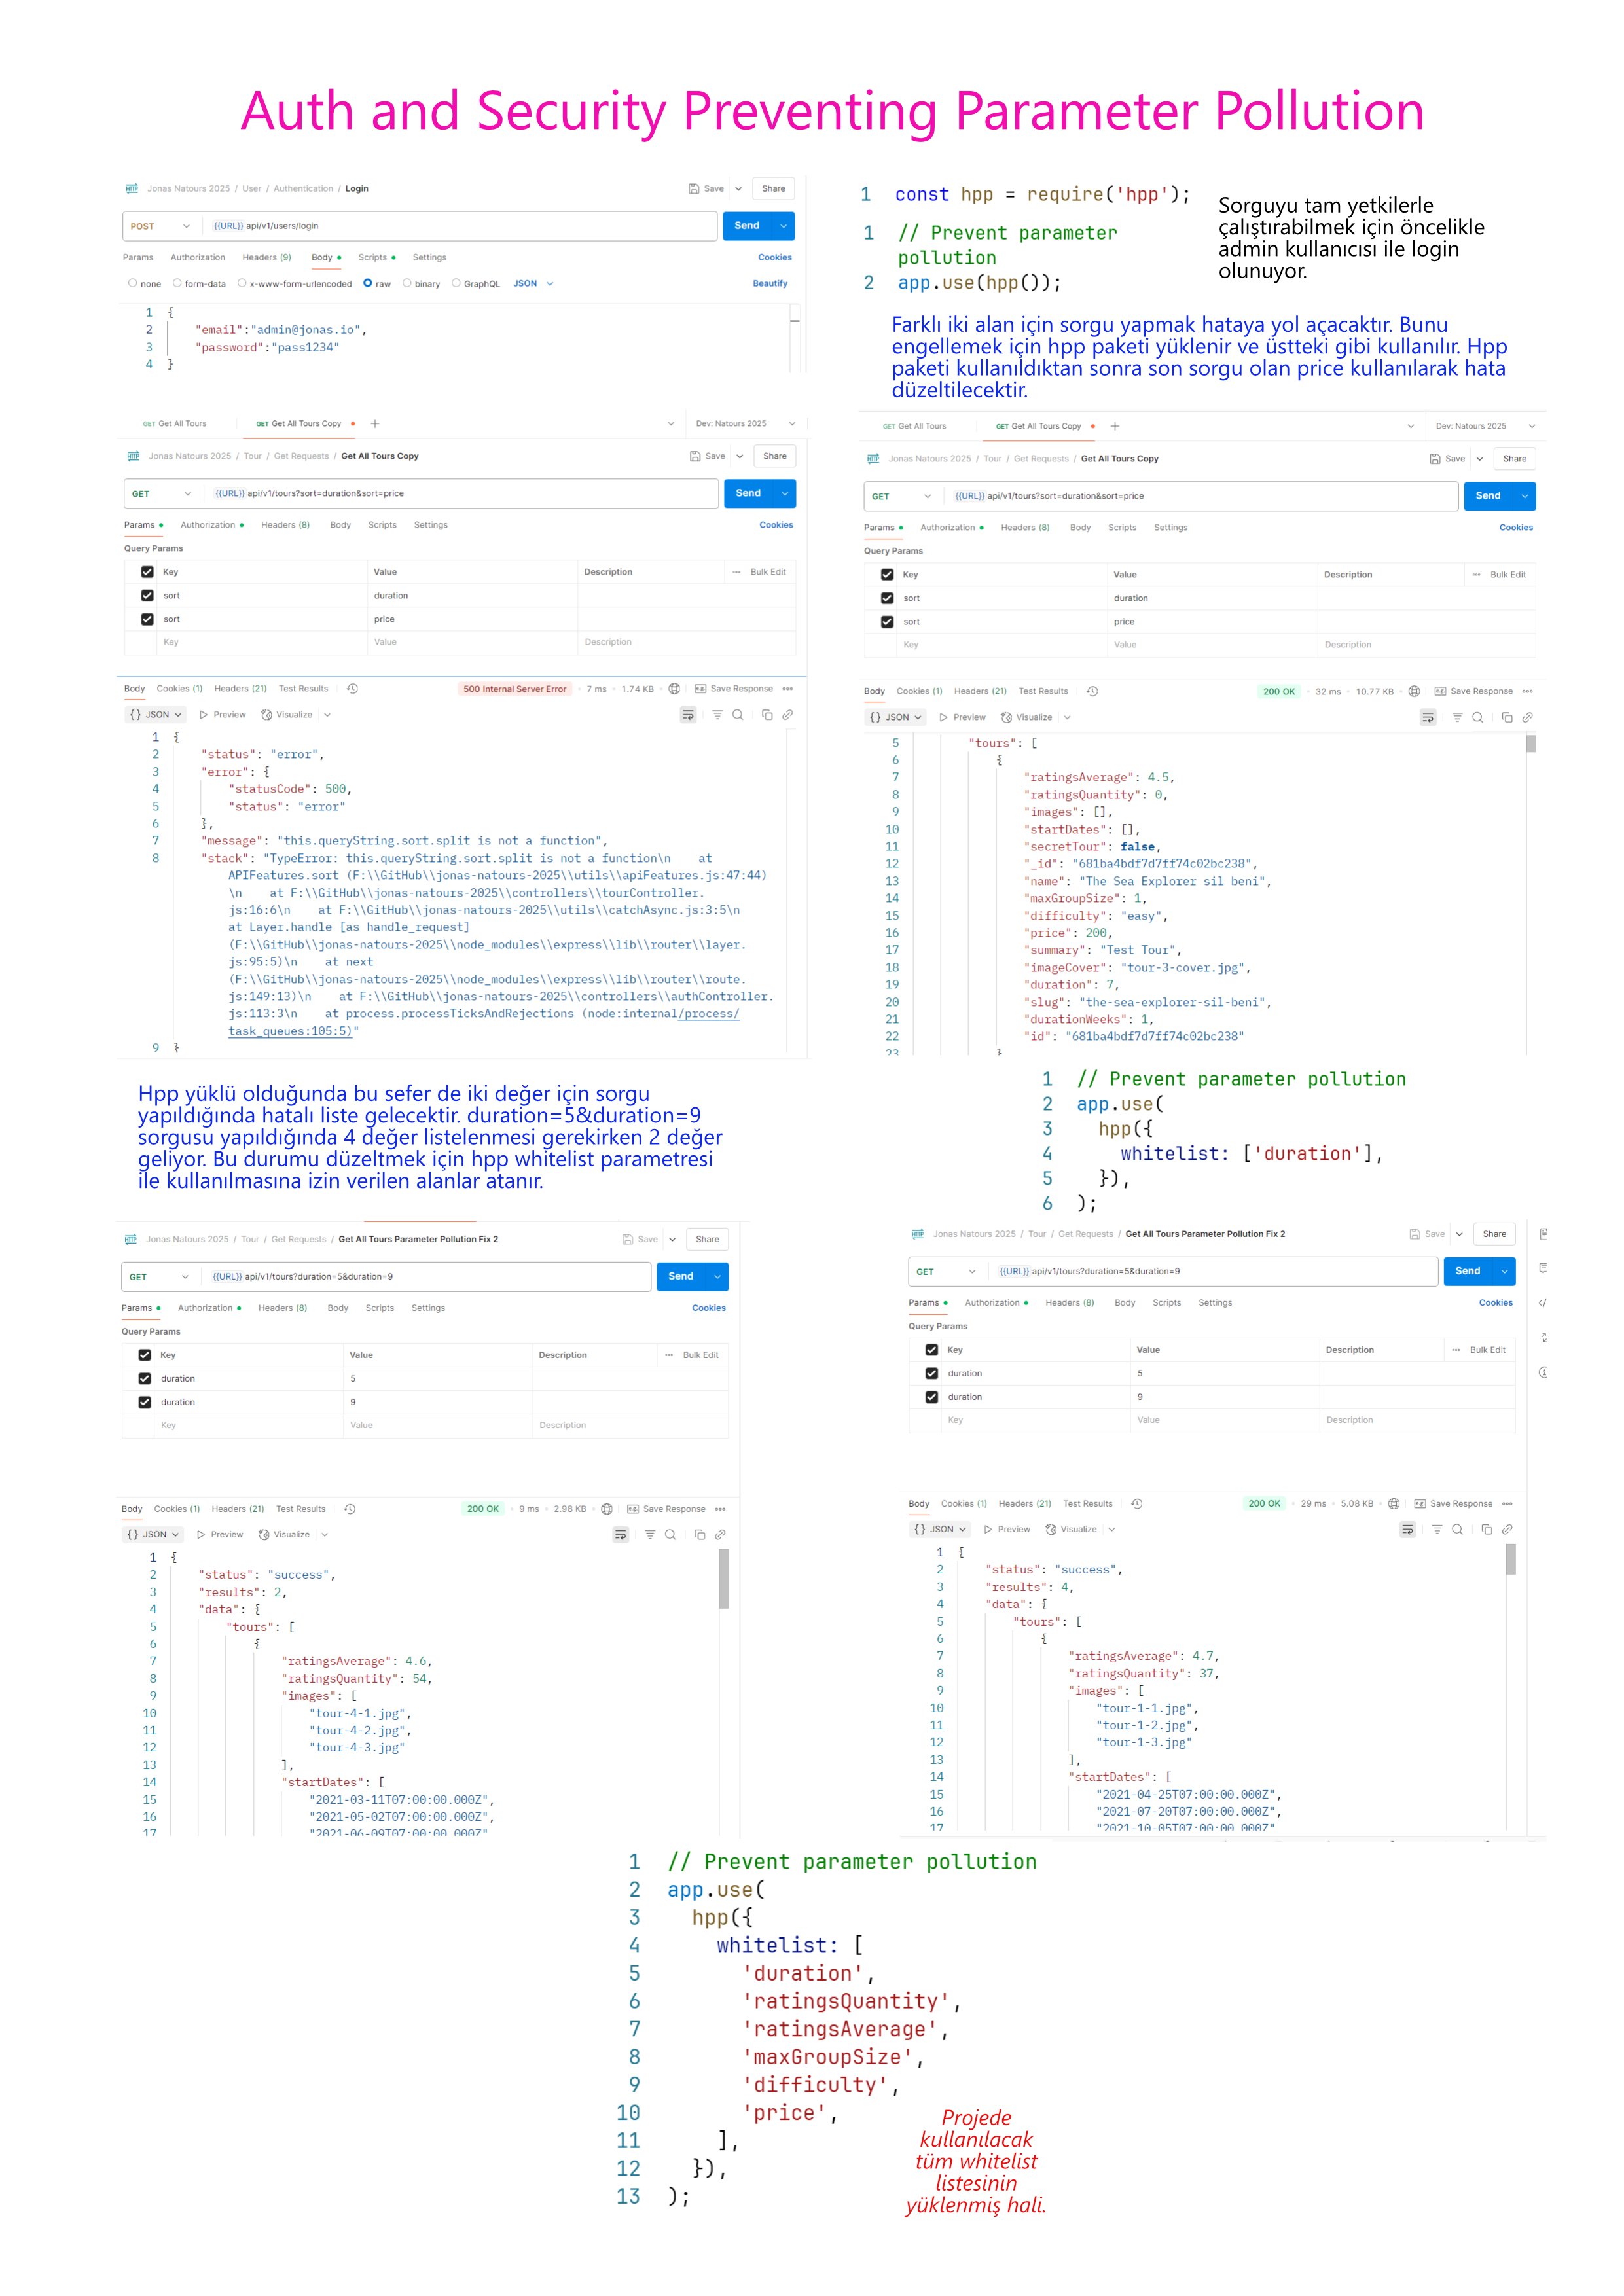 Auth and Security Preventing Parameter Pollution
Jonas Natours 2025 / User / Authentication / Login
Save
Share
POST
{{URL}} api/v1/users/login
Send
Params Authorization Headers (9) Body Scripts Settings
Cookies
none form-data x-www-form-urlencoded raw binary GraphQL JSON
Beautify
1 {
2 "email":"admin@jonas.io",
3 "password":"pass1234"
4 }
1 const hpp = require('hpp');
1 // Prevent parameter
pollution
2 app.use(hpp());
Sorguyu tam yetkilerle
çalıştırabilmek için öncelikle
admin kullanıcısı ile login
olunuyor.
Farklı iki alan için sorgu yapmak hataya yol açacaktır. Bunu
engellemek için hpp paketi yüklenir ve üstteki gibi kullanılır. Hpp
paketi kullanıldıktan sonra son sorgu olan price kullanılarak hata
düzeltilecektir.
GET Get All Tours
GET Get All Tours Copy
Dev: Natours 2025
Jonas Natours 2025 / Tour / Get Requests / Get All Tours Copy
Save
Share
GET
{{URL}} api/v1/tours?sort=duration&sort=price
Send
Params Authorization Headers (8) Body Scripts Settings
Cookies
Query Params
Key Value Description Bulk Edit
sort duration
sort price
Key Value Description
Body Cookies (1) Headers (21) Test Results
500 Internal Server Error 7 ms 1.74 KB Save Response
{} JSON Preview Visualize
1 {
2 "status": "error",
3 "error": {
4 "statusCode": 500,
5 "status": "error"
6 },
7 "message": "this.queryString.sort.split is not a function",
8 "stack": "TypeError: this.queryString.sort.split is not a function\n at
APIFeatures.sort (F:\\GitHub\\jonas-natours-2025\\utils\\apiFeatures.js:47:44)
\n at F:\\GitHub\\jonas-natours-2025\\controllers\\tourController.
js:16:6\n at F:\\GitHub\\jonas-natours-2025\\utils\\catchAsync.js:3:5\n
at Layer.handle [as handle_request]
(F:\\GitHub\\jonas-natours-2025\\node_modules\\express\\lib\\router\\layer.
js:95:5)\n at next
(F:\\GitHub\\jonas-natours-2025\\node_modules\\express\\lib\\router\\route.
js:149:13)\n at F:\\GitHub\\jonas-natours-2025\\controllers\\authController.
js:113:3\n at process.processTicksAndRejections (node:internal/process/
task_queues:105:5)"
9 }
GET Get All Tours
GET Get All Tours Copy
Dev: Natours 2025
Jonas Natours 2025 / Tour / Get Requests / Get All Tours Copy
Save
Share
GET
{{URL}} api/v1/tours?sort=duration&sort=price
Send
Params Authorization Headers (8) Body Scripts Settings
Cookies
Query Params
Key Value Description Bulk Edit
sort duration
sort price
Key Value Description
Body Cookies (1) Headers (21) Test Results
200 OK 32 ms 10.77 KB Save Response
{} JSON Preview Visualize
5 "tours": [
6 {
7 "ratingsAverage": 4.5,
8 "ratingsQuantity": 0,
9 "images": [],
10 "startDates": [],
11 "secretTour": false,
12 "_id": "681ba4bdf7d7ff74c02bc238",
13 "name": "The Sea Explorer sil beni",
14 "maxGroupSize": 1,
15 "difficulty": "easy",
16 "price": 200,
17 "summary": "Test Tour",
18 "imageCover": "tour-3-cover.jpg",
19 "duration": 7,
20 "slug": "the-sea-explorer-sil-beni",
21 "durationWeeks": 1,
22 "id": "681ba4bdf7d7ff74c02bc238"
23 }
Hpp yüklü olduğunda bu sefer de iki değer için sorgu
yapıldığında hatalı liste gelecektir. duration=5&duration=9
sorgusu yapıldığında 4 değer listelenmesi gerekirken 2 değer
geliyor. Bu durumu düzeltmek için hpp whitelist parametresi
ile kullanılmasına izin verilen alanlar atanır.
1 // Prevent parameter pollution
2 app.use(
3 hpp({
4 whitelist: ['duration'],
5 }),
6 );
Jonas Natours 2025 / Tour / Get Requests / Get All Tours Parameter Pollution Fix 2
Save
Share
GET
{{URL}} api/v1/tours?duration=5&duration=9
Send
Params Authorization Headers (8) Body Scripts Settings
Cookies
Query Params
Key Value Description Bulk Edit
duration 5
duration 9
Key Value Description
Body Cookies (1) Headers (21) Test Results
200 OK 9 ms 2.98 KB Save Response
{} JSON Preview Visualize
1 {
2 "status": "success",
3 "results": 2,
4 "data": {
5 "tours": [
6 {
7 "ratingsAverage": 4.6,
8 "ratingsQuantity": 54,
9 "images": [
10 "tour-4-1.jpg",
11 "tour-4-2.jpg",
12 "tour-4-3.jpg"
13 ],
14 "startDates": [
15 "2021-03-11T07:00:00.000Z",
16 "2021-05-02T07:00:00.000Z",
17 "2021-06-09T07:00:00.000Z"
Jonas Natours 2025 / Tour / Get Requests / Get All Tours Parameter Pollution Fix 2
Save
Share
GET
{{URL}} api/v1/tours?duration=5&duration=9
Send
Params Authorization Headers (8) Body Scripts Settings
Cookies
Query Params
Key Value Description Bulk Edit
duration 5
duration 9
Key Value Description
Body Cookies (1) Headers (21) Test Results
200 OK 29 ms 5.08 KB Save Response
{} JSON Preview Visualize
1 {
2 "status": "success",
3 "results": 4,
4 "data": {
5 "tours": [
6 {
7 "ratingsAverage": 4.7,
8 "ratingsQuantity": 37,
9 "images": [
10 "tour-1-1.jpg",
11 "tour-1-2.jpg",
12 "tour-1-3.jpg"
13 ],
14 "startDates": [
15 "2021-04-25T07:00:00.000Z",
16 "2021-07-20T07:00:00.000Z",
17 "2021-10-05T07:00:00.000Z"
1 // Prevent parameter pollution
2 app.use(
3 hpp({
4 whitelist: [
5 'duration',
6 'ratingsQuantity',
7 'ratingsAverage',
8 'maxGroupSize',
9 'difficulty',
10 'price',
11 ],
12 }),
13 );
Projede
kullanılacak
tüm whitelist
listesinin
yüklenmiş hali.